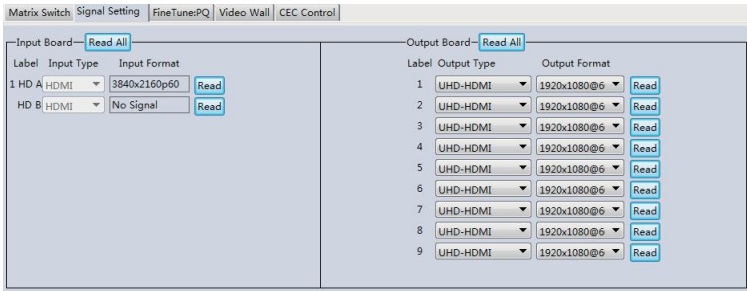 Matrix Switch Signal Setting FineTune:PQ Video Wall CEC Control
Input Board Read All Output Board Read All
Label Input Type Input Format Label Output Type Output Format
1 HD A HDMI 3840x2160p60 Read 1 UHD-HDMI 1920x1080@6 Read
HD B HDMI No Signal Read 2 UHD-HDMI 1920x1080@6 Read
3 UHD-HDMI 1920x1080@6 Read
4 UHD-HDMI 1920x1080@6 Read
5 UHD-HDMI 1920x1080@6 Read
6 UHD-HDMI 1920x1080@6 Read
7 UHD-HDMI 1920x1080@6 Read
8 UHD-HDMI 1920x1080@6 Read
9 UHD-HDMI 1920x1080@6 Read